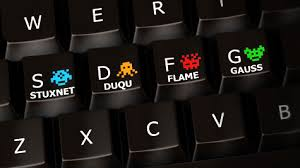 W E R
S D F G
STUXNET DUQU FLAME GAUSS
Z X C V B